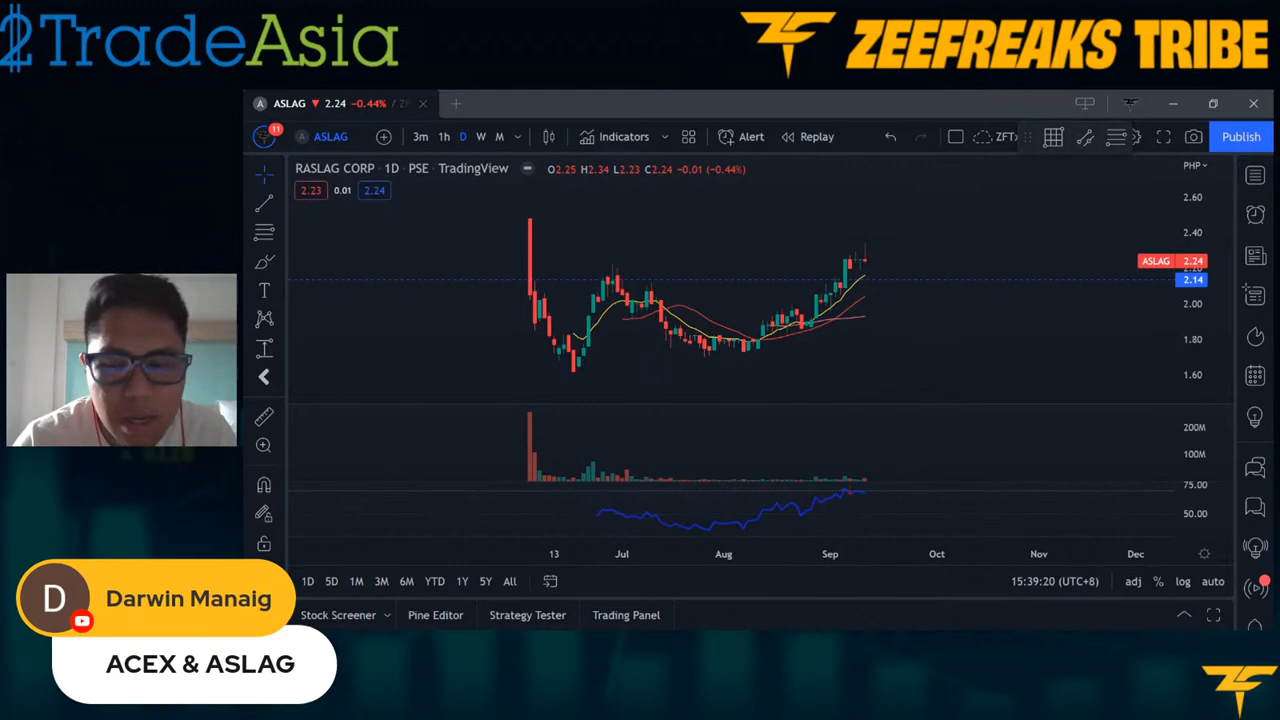 2TradeAsia
ZEEFREAKS TRIBE
A ASLAG 2.24 -0.44% / ZF
11 A ASLAG 3m 1h D W M Indicators Alert Replay ZFT Publish
RASLAG CORP · 1D · PSE · TradingView O2.25 H2.34 L2.23 C2.24 -0.01 (-0.44%) PHP
2.23 0.01 2.24
2.60
2.40
ASLAG 2.24
2.14
2.00
1.80
1.60
200M
100M
75.00
50.00
13 Jul Aug Sep Oct Nov Dec
1D 5D 1M 3M 6M YTD 1Y 5Y All 15:39:20 (UTC+8) adj % log auto
Stock Screener Pine Editor Strategy Tester Trading Panel
D Darwin Manaig
ACEX & ASLAG